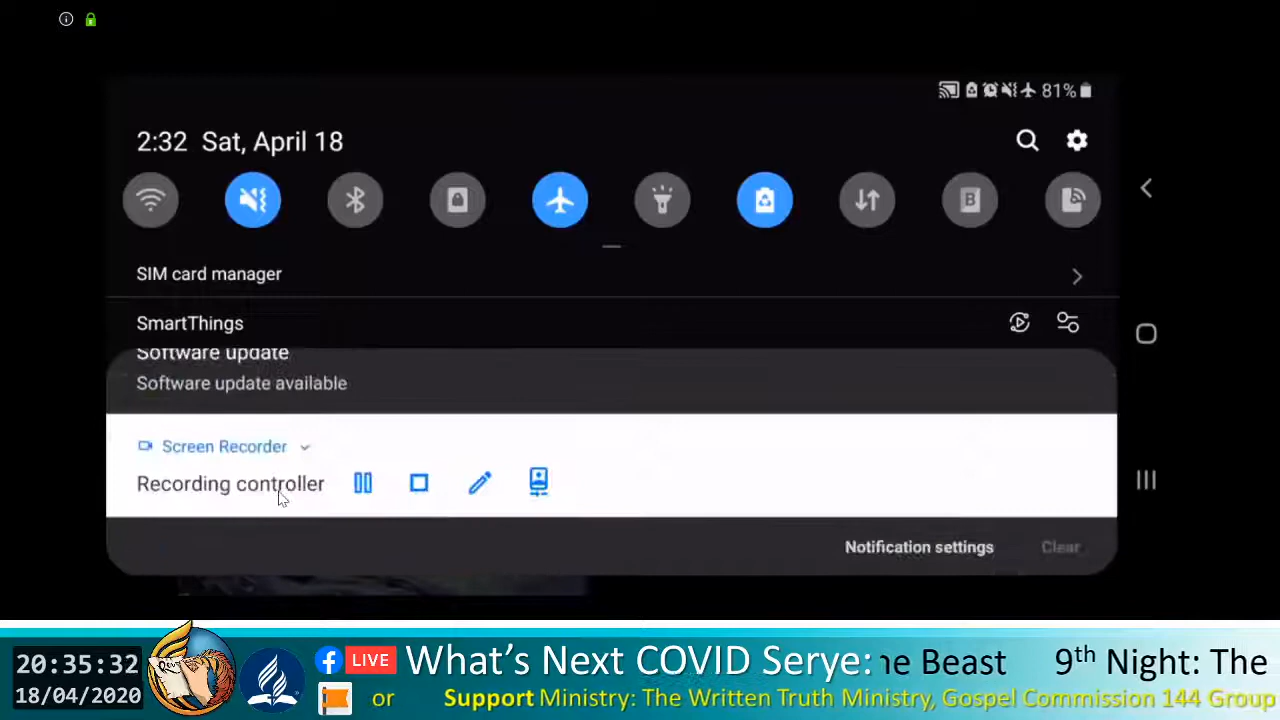 81%
2:32 Sat, April 18
B
SIM card manager
SmartThings
Software update
Software update available
Screen Recorder
Recording controller
Notification settings
Clear
20:35:32
18/04/2020
LIVE
What's Next COVID Serye:
he Beast 9th Night: The
or Support Ministry: The Written Truth Ministry, Gospel Commission 144 Group